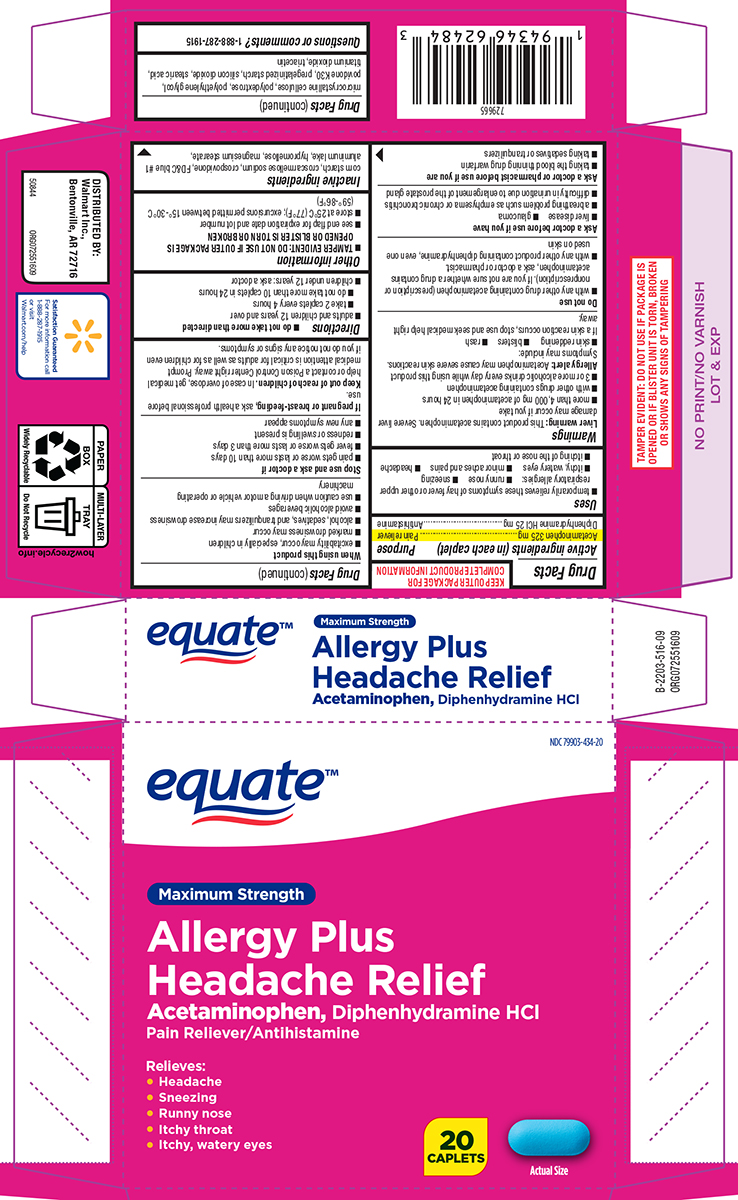 Drug Facts
KEEP OUTER PACKAGE FOR
COMPLETE PRODUCT INFORMATION
Active ingredients (in each caplet) Purpose
Acetaminophen 325 mg..............................Pain reliever
Diphenhydramine HCl 25 mg..............................Antihistamine
Uses
■ temporarily relieves these symptoms of hay fever or other upper
respiratory allergies: ■ runny nose ■ sneezing
■ itchy, watery eyes ■ minor aches and pains ■ headache
■ itching of the nose or throat
Warnings
Liver warning: This product contains acetaminophen. Severe liver
damage may occur if you take
■ more than 4,000 mg of acetaminophen in 24 hours
■ with other drugs containing acetaminophen
■ 3 or more alcoholic drinks every day while using this product
Allergy alert: Acetaminophen may cause severe skin reactions.
Symptoms may include:
■ skin reddening ■ blisters ■ rash
If a skin reaction occurs, stop use and seek medical help right
away.
Do not use
■ with any other drug containing acetaminophen (prescription or
nonprescription). If you are not sure whether a drug contains
acetaminophen, ask a doctor or pharmacist.
■ with any other product containing diphenhydramine, even one
used on skin
Ask a doctor before use if you have
■ liver disease ■ glaucoma
■ a breathing problem such as emphysema or chronic bronchitis
■ difficulty in urination due to enlargement of the prostate gland
Ask a doctor or pharmacist before use if you are
■ taking the blood thinning drug warfarin
■ taking sedatives or tranquilizers
Drug Facts (continued)
When using this product
■ excitability may occur, especially in children
■ marked drowsiness may occur
■ alcohol, sedatives, and tranquilizers may increase drowsiness
■ avoid alcoholic beverages
■ use caution when driving a motor vehicle or operating
machinery
Stop use and ask a doctor if
■ pain gets worse or lasts more than 10 days
■ fever gets worse or lasts more than 3 days
■ redness or swelling is present
■ any new symptoms appear
If pregnant or breast-feeding, ask a health professional before
use.
Keep out of reach of children. In case of overdose, get medical
help or contact a Poison Control Center right away. Prompt
medical attention is critical for adults as well as for children even
if you do not notice any signs or symptoms.
Directions ■ do not take more than directed
■ adults and children 12 years and over
■ take 2 caplets every 4 hours
■ do not take more than 10 caplets in 24 hours
■ children under 12 years: ask a doctor
Other information
■ TAMPER EVIDENT: DO NOT USE IF OUTER PACKAGE IS
OPENED OR BLISTER IS TORN OR BROKEN
■ see end flap for expiration date and lot number
■ store at 25°C (77°F); excursions permitted between 15°-30°C
(59°-86°F)
Inactive ingredients
corn starch, croscarmellose sodium, crospovidone, FD&C blue #1
aluminum lake, hypromellose, magnesium stearate,
Drug Facts (continued)
microcrystalline cellulose, polydextrose, polyethylene glycol,
povidone K30, pregelatinized starch, silicon dioxide, stearic acid,
titanium dioxide, triacetin
Questions or comments? 1-888-287-1915
729665
1 94346 62484 3
TAMPER EVIDENT: DO NOT USE IF PACKAGE IS
OPENED OR IF BLISTER UNIT IS TORN, BROKEN
OR SHOWS ANY SIGNS OF TAMPERING
NO PRINT/NO VARNISH
LOT & EXP
DISTRIBUTED BY:
Walmart Inc.,
Bentonville, AR 72716
50844 ORG072551609
Satisfaction Guaranteed
For more information call
1-888-287-1915
or visit
Walmart.com/help
PAPER
BOX
Widely Recyclable
MULTI-LAYER
TRAY
Do Not Recycle
how2recycle.info
equate™
Maximum Strength
Allergy Plus
Headache Relief
Acetaminophen, Diphenhydramine HCl
B-2203-516-09
ORG072551609
NDC 79903-434-20
equate™
Maximum Strength
Allergy Plus
Headache Relief
Acetaminophen, Diphenhydramine HCl
Pain Reliever/Antihistamine
Relieves:
• Headache
• Sneezing
• Runny nose
• Itchy throat
• Itchy, watery eyes
20
CAPLETS
Actual Size